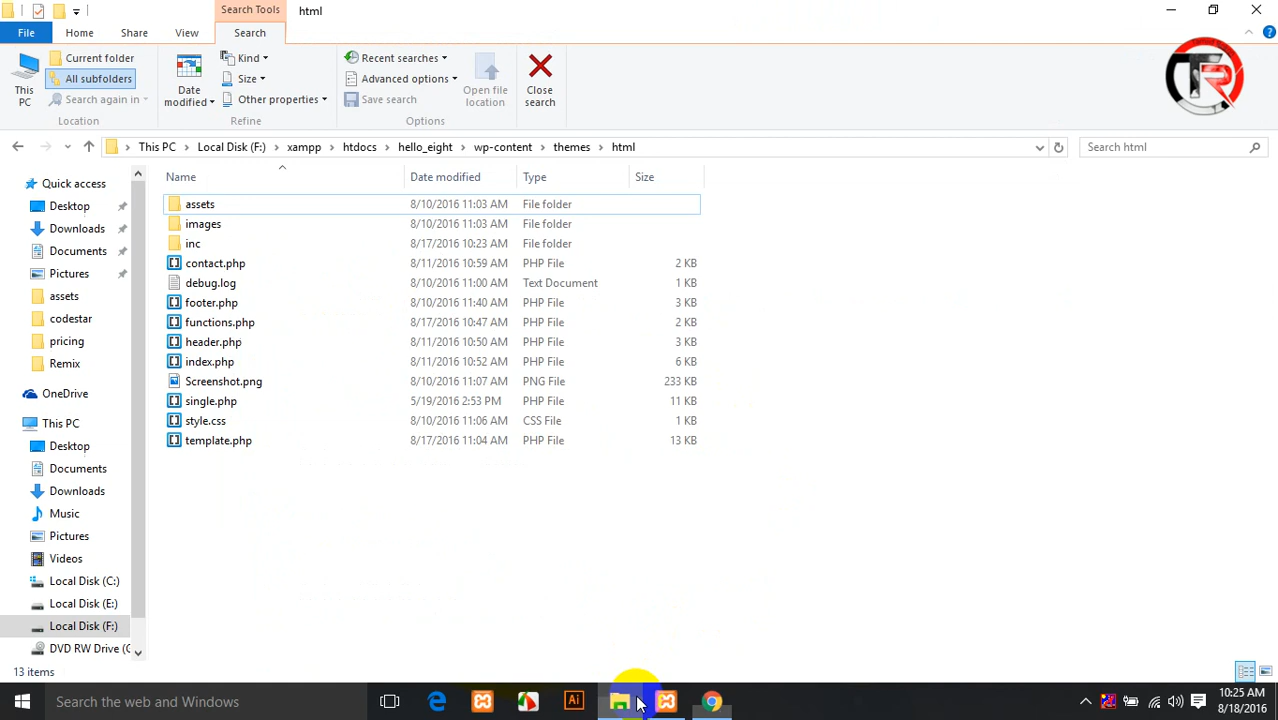 Search Tools html
File Home Share View Search
This PC
Current folder
All subfolders
Search again in
Location
Date modified
Kind
Size
Other properties
Refine
Recent searches
Advanced options
Save search
Open file location
Options
Close search
This PC Local Disk (F:) xampp htdocs hello_eight wp-content themes html Search html
Quick access
Desktop
Downloads
Documents
Pictures
assets
codestar
pricing
Remix
OneDrive
This PC
Desktop
Documents
Downloads
Music
Pictures
Videos
Local Disk (C:)
Local Disk (E:)
Local Disk (F:)
DVD RW Drive (
Name Date modified Type Size
assets 8/10/2016 11:03 AM File folder
images 8/10/2016 11:03 AM File folder
inc 8/17/2016 10:23 AM File folder
contact.php 8/11/2016 10:59 AM PHP File 2 KB
debug.log 8/10/2016 11:00 AM Text Document 1 KB
footer.php 8/10/2016 11:40 AM PHP File 3 KB
functions.php 8/17/2016 10:47 AM PHP File 2 KB
header.php 8/11/2016 10:50 AM PHP File 3 KB
index.php 8/11/2016 10:52 AM PHP File 6 KB
Screenshot.png 8/10/2016 11:07 AM PNG File 233 KB
single.php 5/19/2016 2:53 PM PHP File 11 KB
style.css 8/10/2016 11:06 AM CSS File 1 KB
template.php 8/17/2016 11:04 AM PHP File 13 KB
13 items
Search the web and Windows
Ai
10:25 AM
8/18/2016